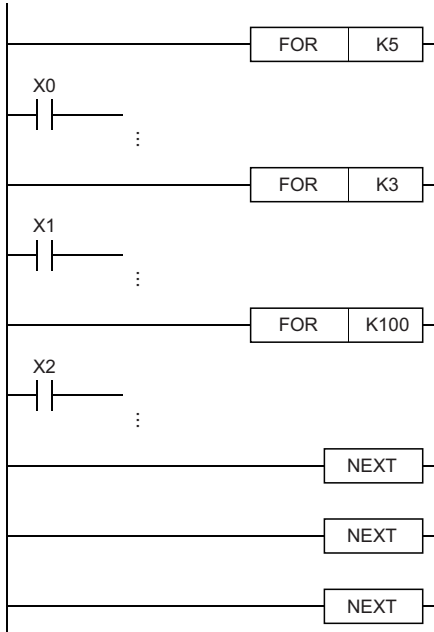 FOR K5
X0
⋮
FOR K3
X1
⋮
FOR K100
X2
⋮
NEXT
NEXT
NEXT